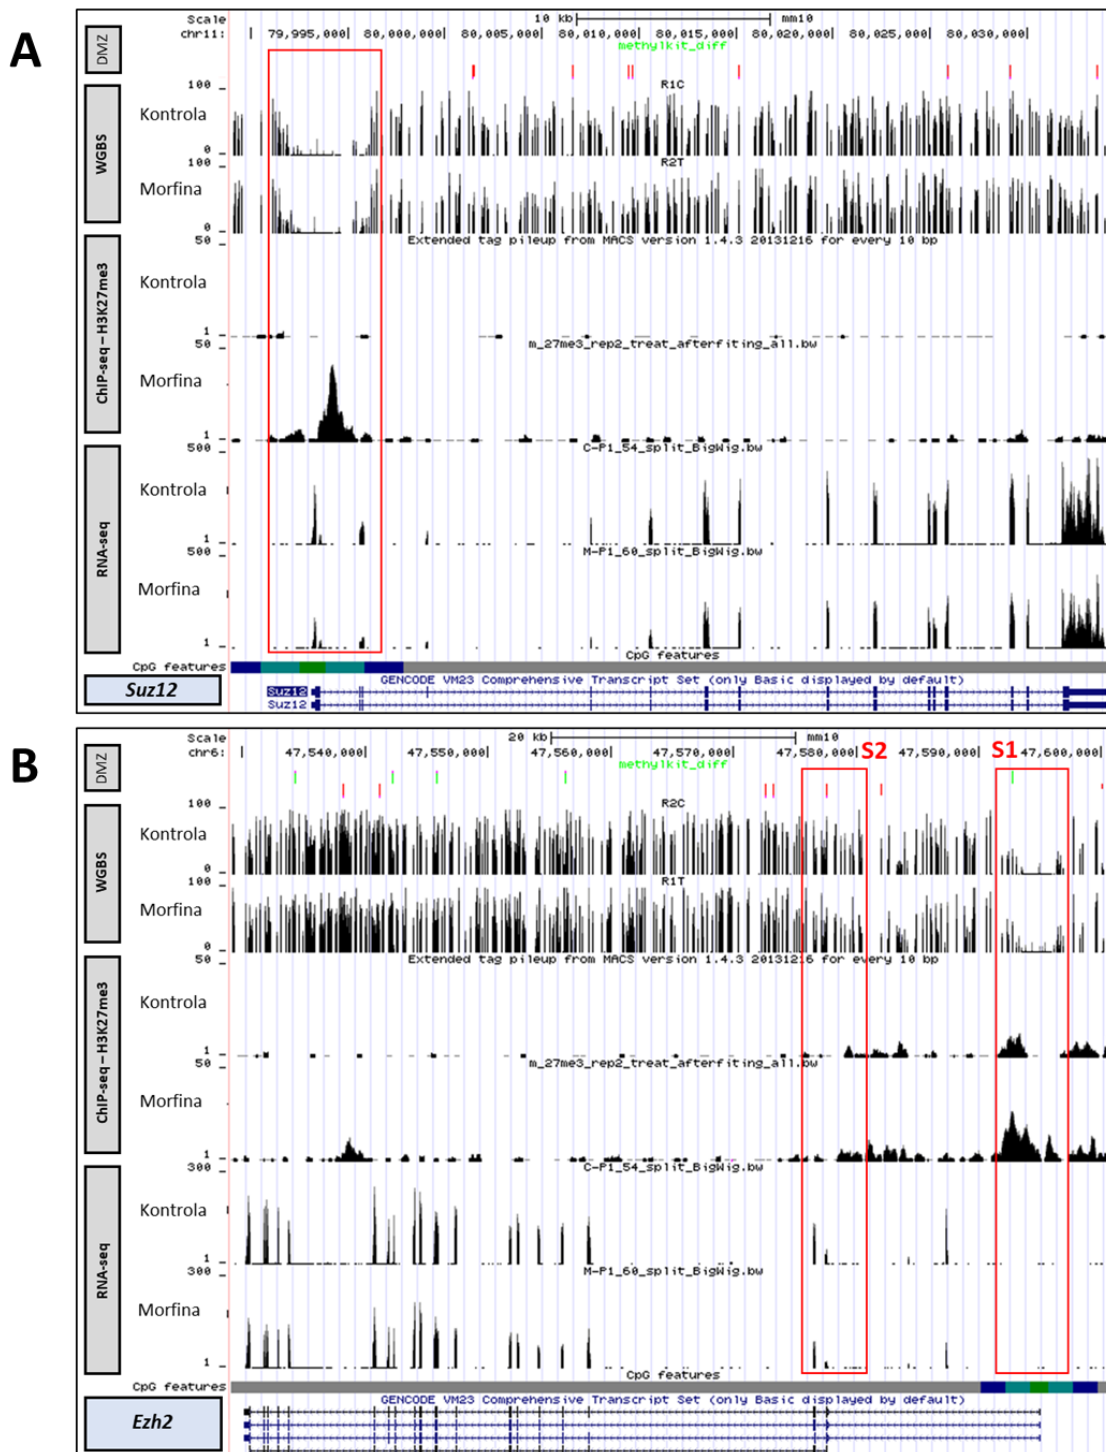 A
DMZ
Scale 10 kb mm10
chr11: 79,995,000 80,000,000 80,005,000 80,010,000 80,015,000 80,020,000 80,025,000 80,030,000
methylkit_diff
WGBS
R1C
100
Kontrola
0
R2T
100
Morfina
0
Extended tag pileup from MACS version 1.4.3 20131216 for every 10 bp
50
ChIP-seq – H3K27me3
Kontrola
1
m_27me3_rep2_treat_afterfiting_all.bw
50
Morfina
1
C-P1_54_split_BigWig.bw
500
RNA-seq
Kontrola
1
M-P1_60_split_BigWig.bw
500
Morfina
1
CpG features
CpG features
GENCODE VM23 Comprehensive Transcript Set (only Basic displayed by default)
Suz12
Suz12
Suz12
B
DMZ
Scale 20 kb mm10
chr6: 47,540,000 47,550,000 47,560,000 47,570,000 47,580,000 47,590,000 47,600,000
S2 S1
methylkit_diff
WGBS
R2C
100
Kontrola
0
R1T
100
Morfina
0
Extended tag pileup from MACS version 1.4.3 20131216 for every 10 bp
50
ChIP-seq – H3K27me3
Kontrola
1
m_27me3_rep2_treat_afterfiting_all.bw
50
Morfina
1
C-P1_54_split_BigWig.bw
300
RNA-seq
Kontrola
1
M-P1_60_split_BigWig.bw
300
Morfina
1
CpG features
CpG features
GENCODE VM23 Comprehensive Transcript Set (only Basic displayed by default)
Ezh2